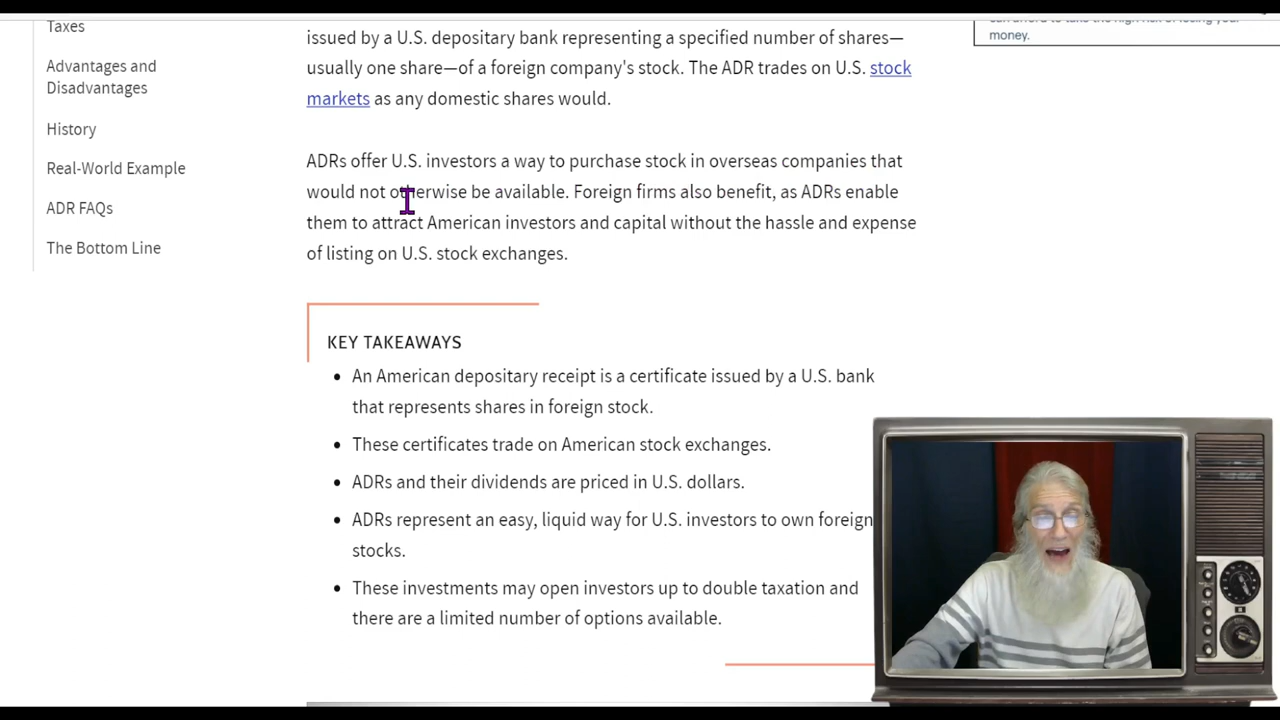 Taxes
Advantages and
Disadvantages
History
Real-World Example
ADR FAQs
The Bottom Line
issued by a U.S. depositary bank representing a specified number of shares—
usually one share—of a foreign company's stock. The ADR trades on U.S. stock
markets as any domestic shares would.
ADRs offer U.S. investors a way to purchase stock in overseas companies that
would not otherwise be available. Foreign firms also benefit, as ADRs enable
them to attract American investors and capital without the hassle and expense
of listing on U.S. stock exchanges.
KEY TAKEAWAYS
• An American depositary receipt is a certificate issued by a U.S. bank
that represents shares in foreign stock.
• These certificates trade on American stock exchanges.
• ADRs and their dividends are priced in U.S. dollars.
• ADRs represent an easy, liquid way for U.S. investors to own foreign
stocks.
• These investments may open investors up to double taxation and
there are a limited number of options available.
money.